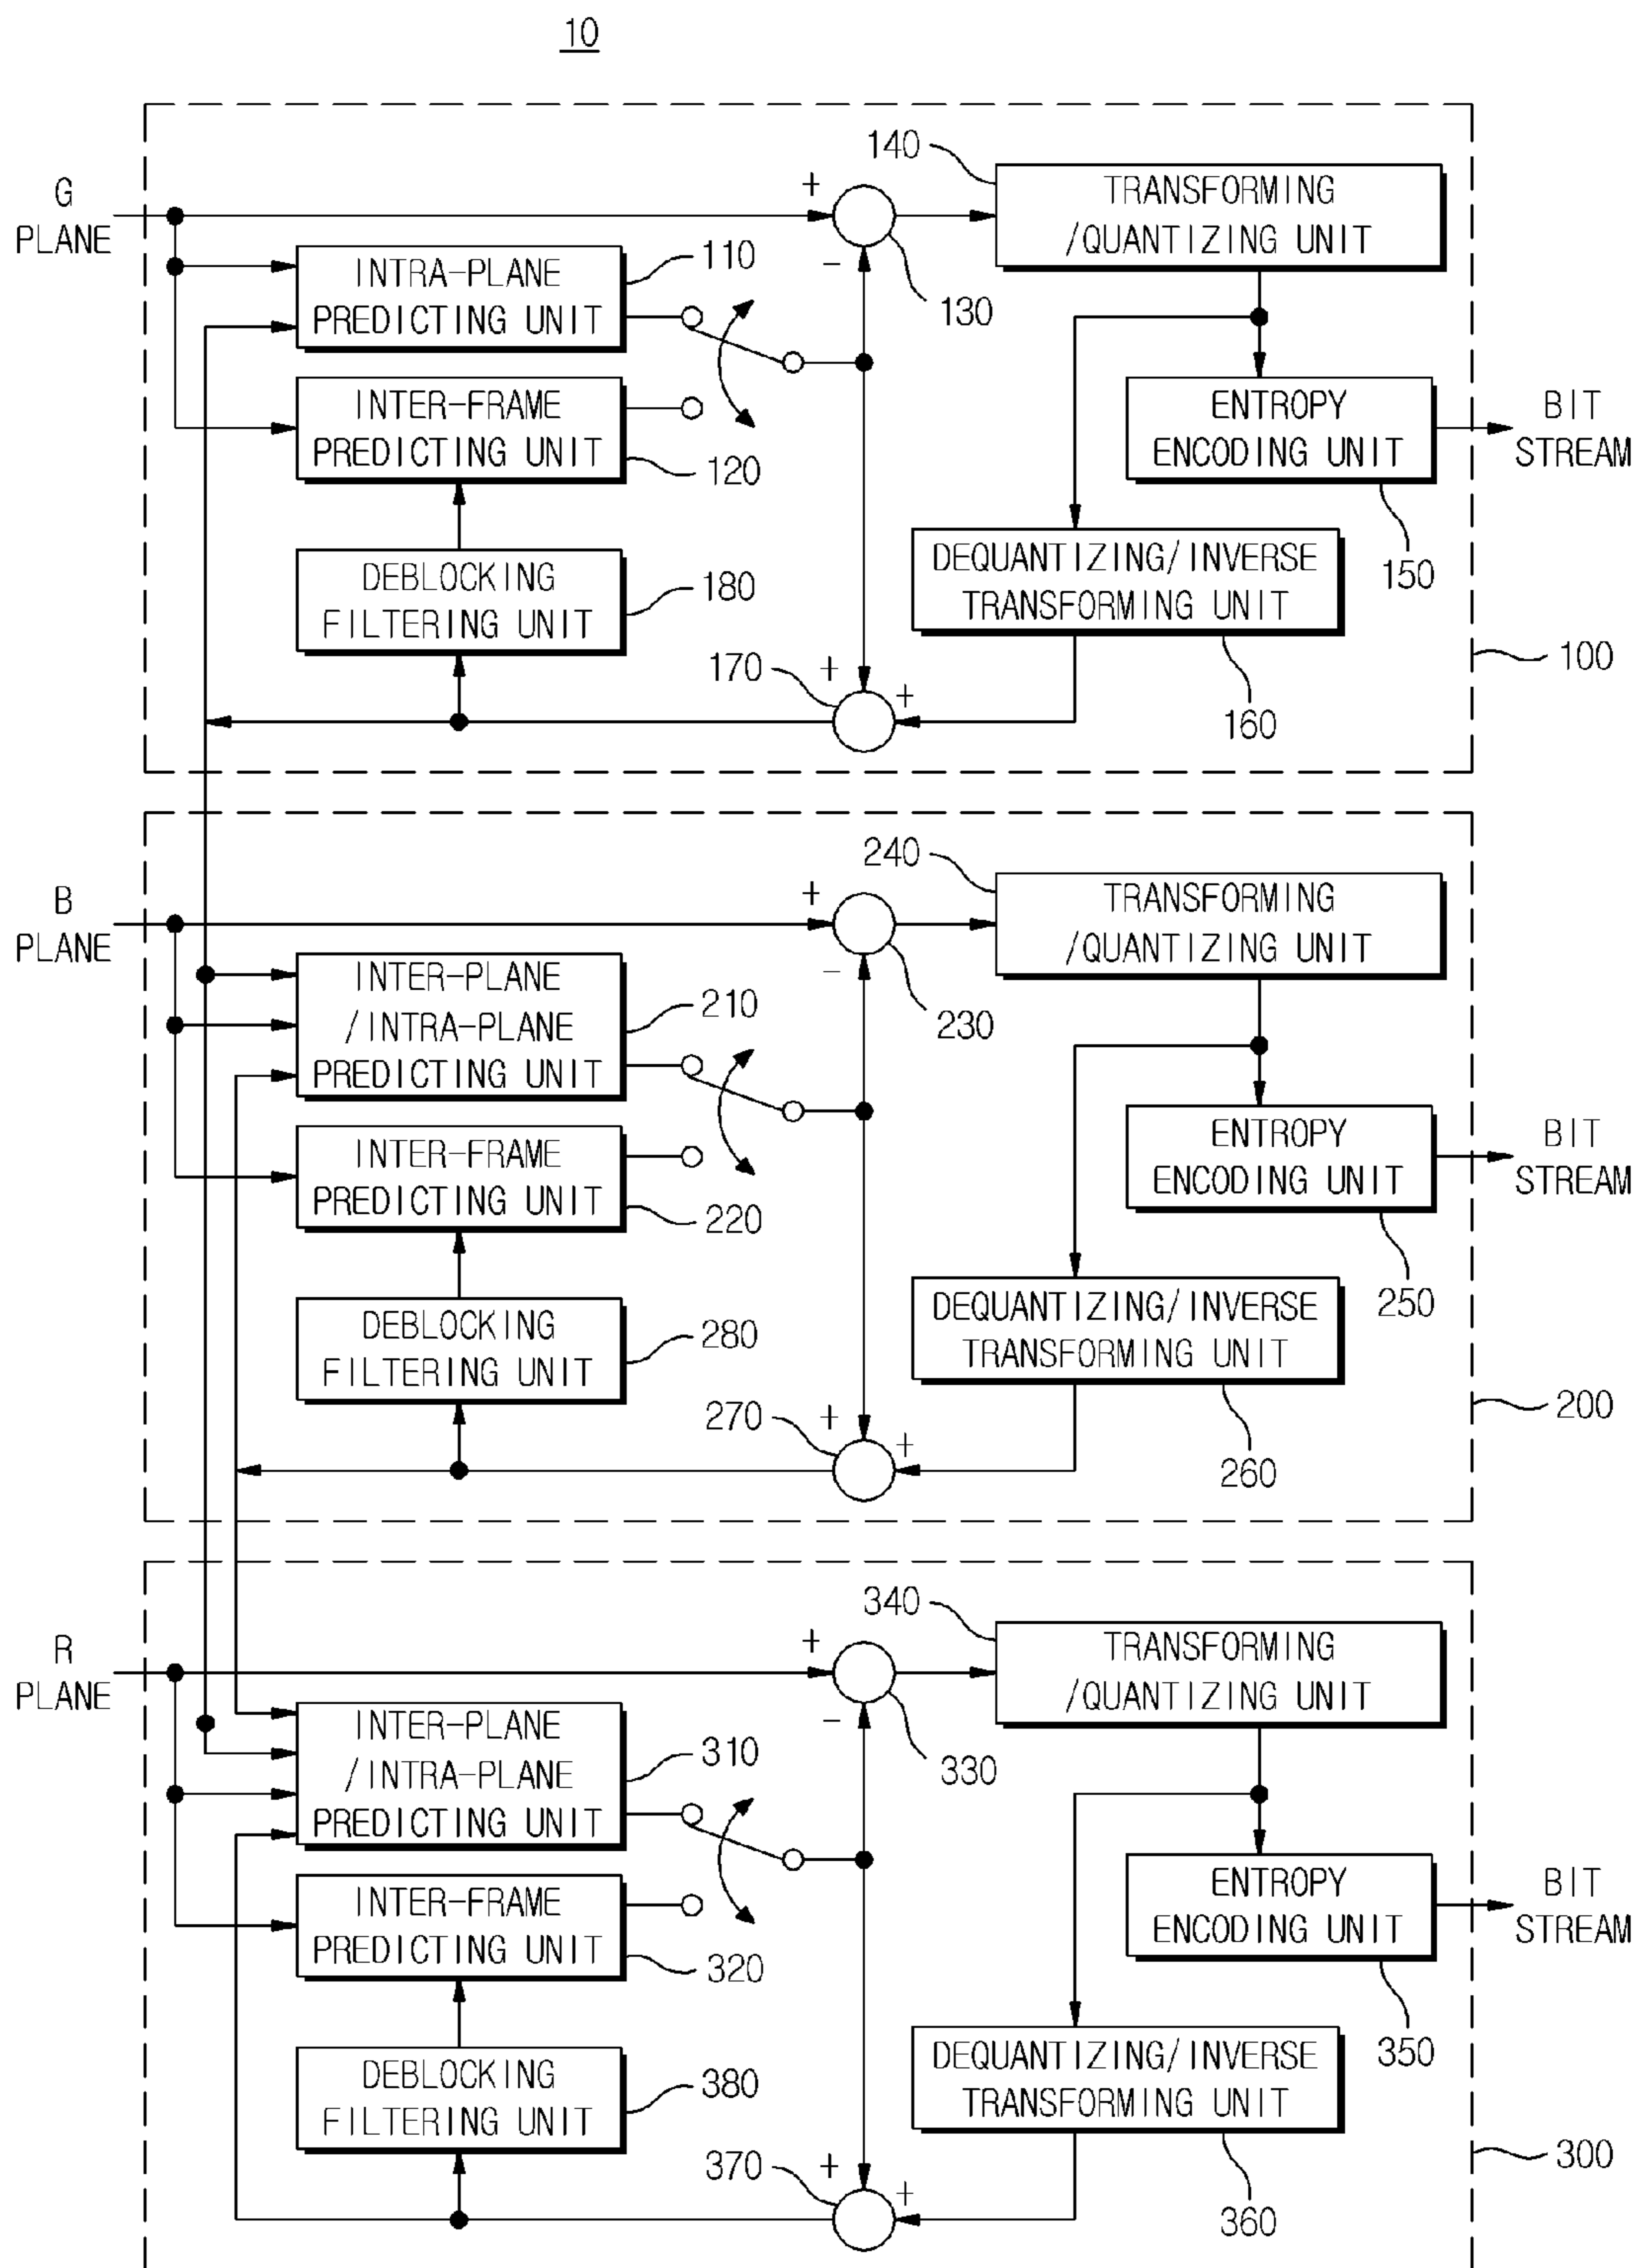 10
G
PLANE
140
TRANSFORMING
/QUANTIZING UNIT
+
-
130
INTRA-PLANE
PREDICTING UNIT
110
INTER-FRAME
PREDICTING UNIT
120
ENTROPY
ENCODING UNIT
150
BIT
STREAM
DEBLOCKING
FILTERING UNIT
180
DEQUANTIZING/INVERSE
TRANSFORMING UNIT
160
170
+
+
100
B
PLANE
240
TRANSFORMING
/QUANTIZING UNIT
+
-
230
INTER-PLANE
/INTRA-PLANE
PREDICTING UNIT
210
INTER-FRAME
PREDICTING UNIT
220
ENTROPY
ENCODING UNIT
250
BIT
STREAM
DEBLOCKING
FILTERING UNIT
280
DEQUANTIZING/INVERSE
TRANSFORMING UNIT
260
270
+
+
200
R
PLANE
340
TRANSFORMING
/QUANTIZING UNIT
+
-
330
INTER-PLANE
/INTRA-PLANE
PREDICTING UNIT
310
INTER-FRAME
PREDICTING UNIT
320
ENTROPY
ENCODING UNIT
350
BIT
STREAM
DEBLOCKING
FILTERING UNIT
380
DEQUANTIZING/INVERSE
TRANSFORMING UNIT
360
370
+
+
300